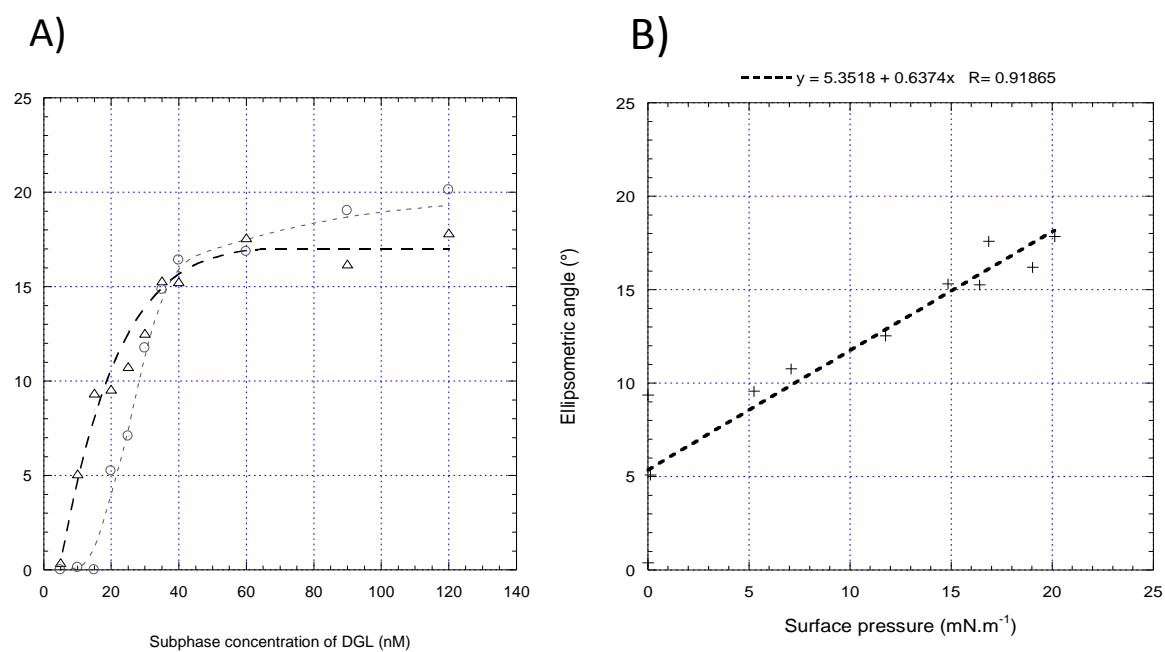 A)
B)
y = 5.3518 + 0.6374x R= 0.91865
25
20
15
10
5
0
0 20 40 60 80 100 120 140
Subphase concentration of DGL (nM)
Ellipsometric angle (°)
25
20
15
10
5
0
0 5 10 15 20 25
Surface pressure (mN.m⁻¹)